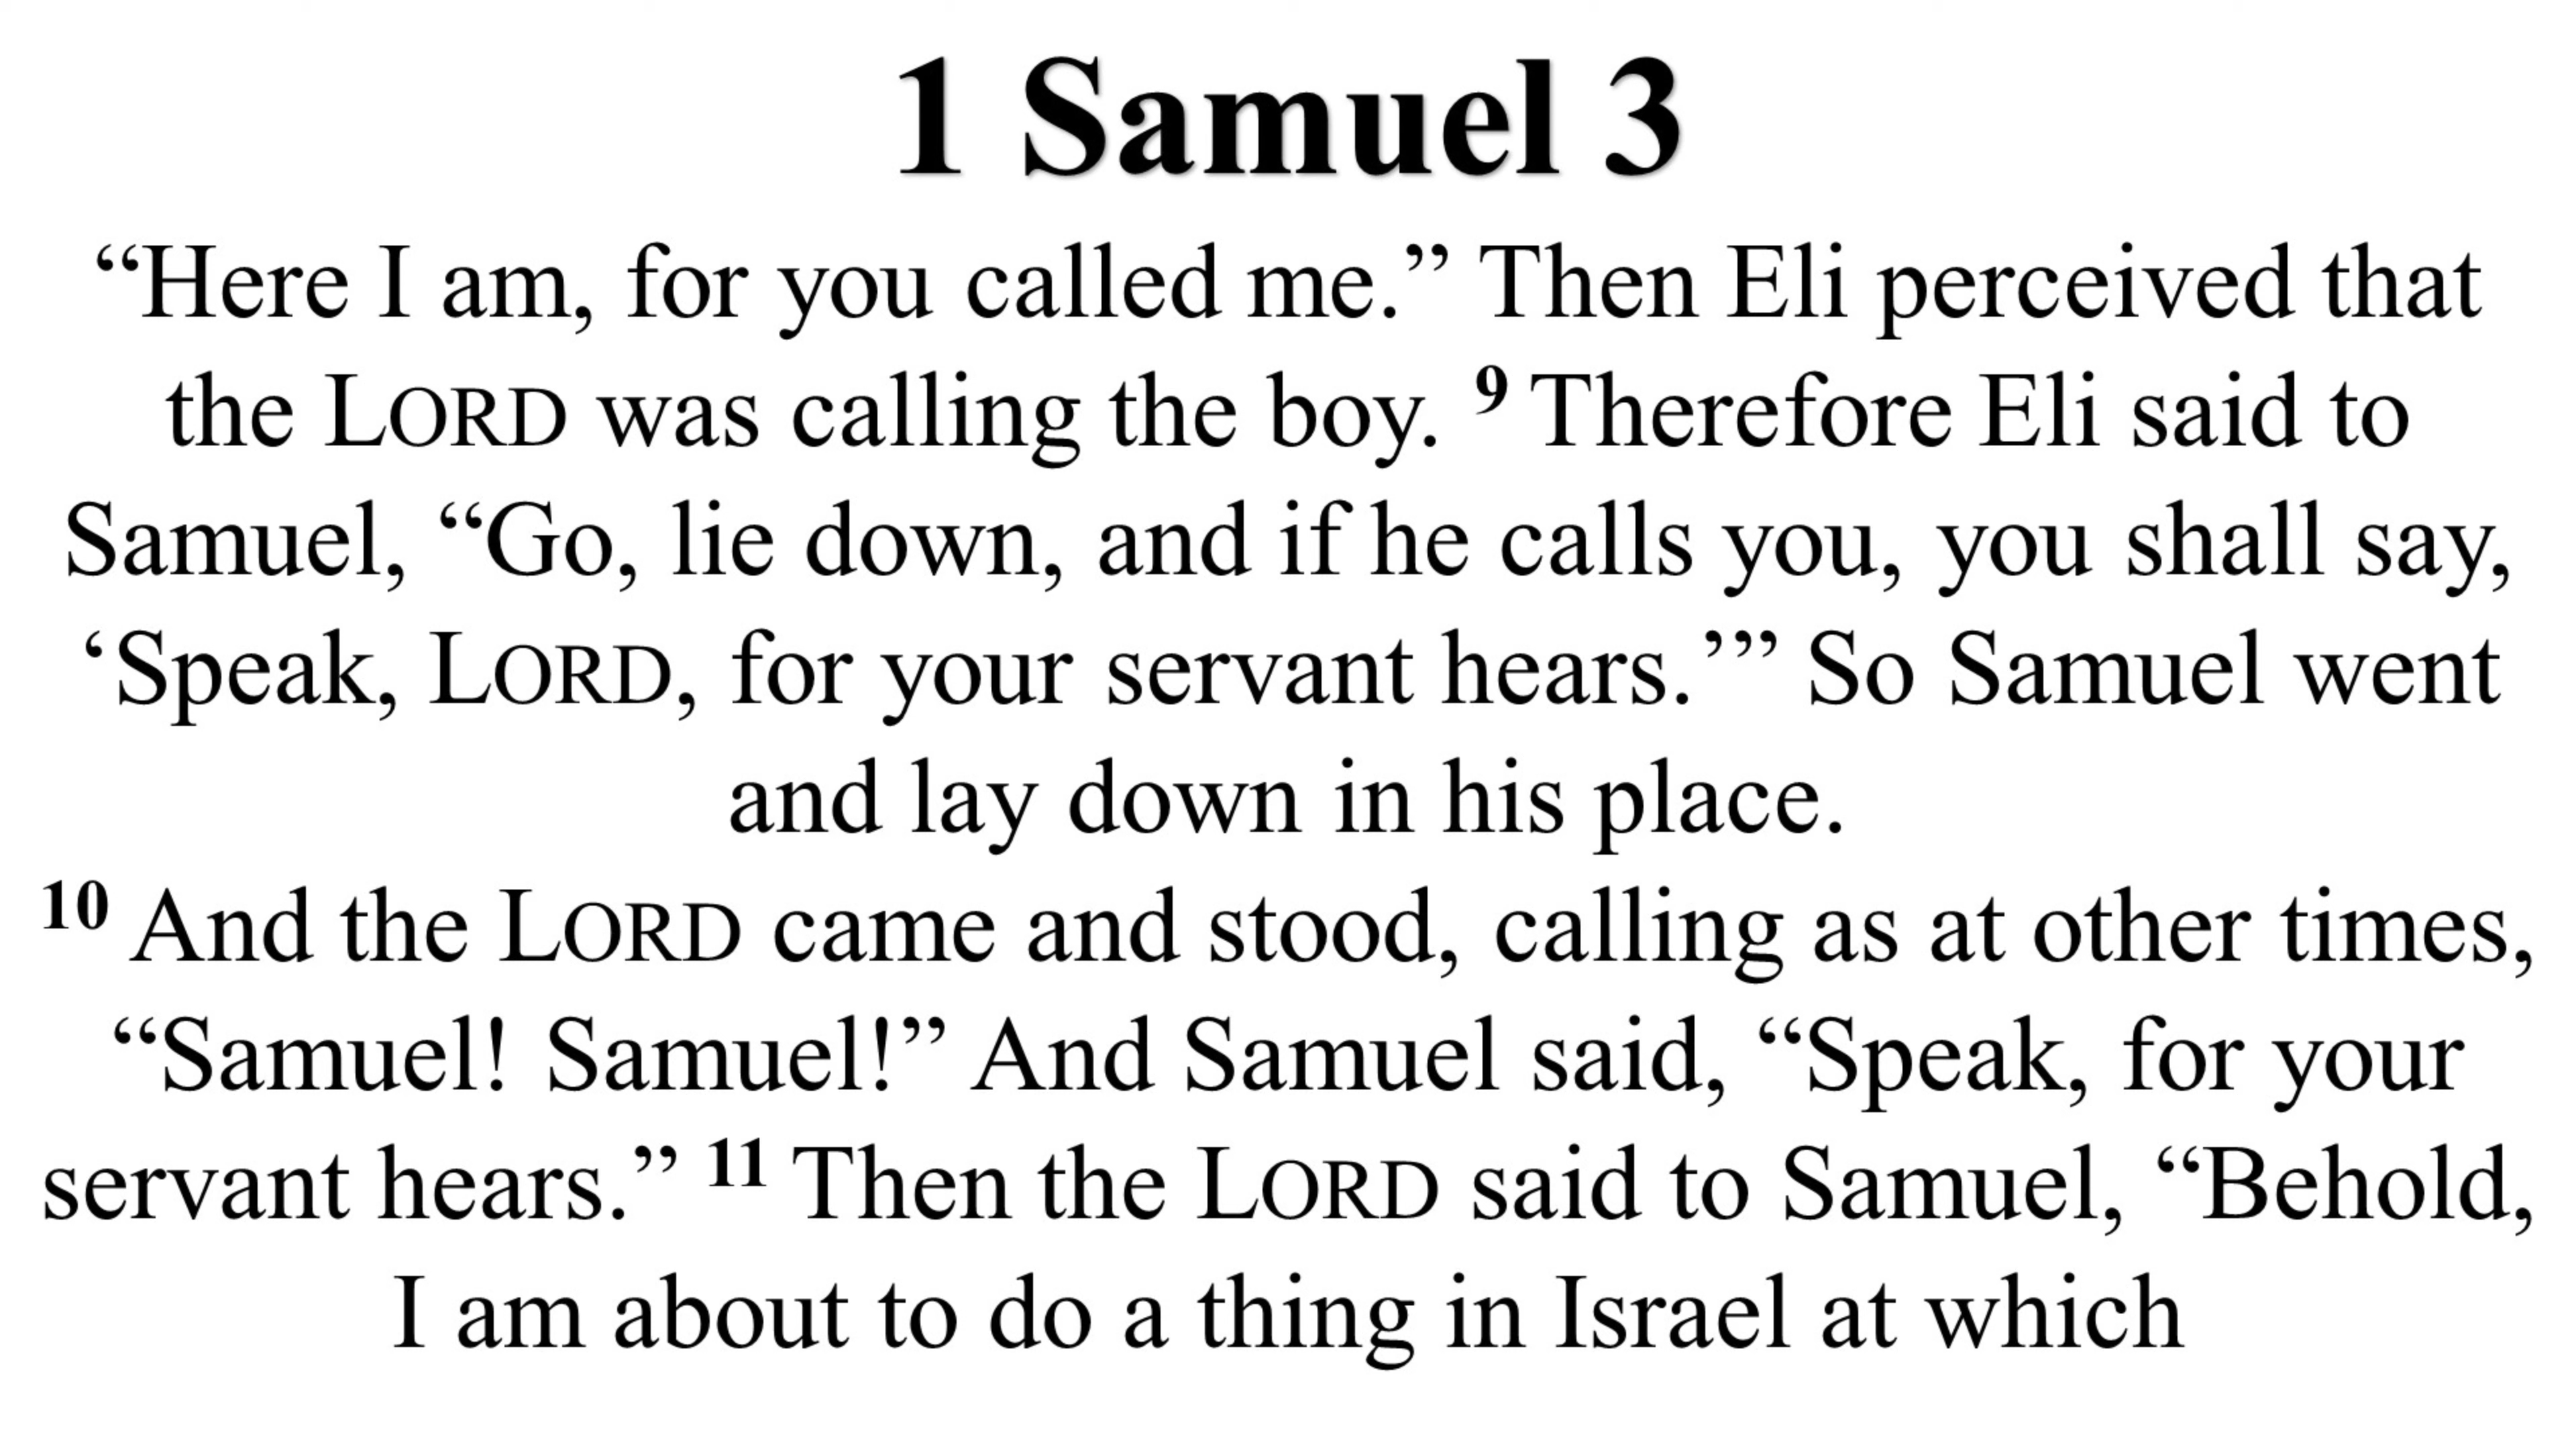 1 Samuel 3
“Here I am, for you called me.” Then Eli perceived that
the LORD was calling the boy. 9 Therefore Eli said to
Samuel, “Go, lie down, and if he calls you, you shall say,
‘Speak, LORD, for your servant hears.’” So Samuel went
and lay down in his place.
10 And the LORD came and stood, calling as at other times,
“Samuel! Samuel!” And Samuel said, “Speak, for your
servant hears.” 11 Then the LORD said to Samuel, “Behold,
I am about to do a thing in Israel at which